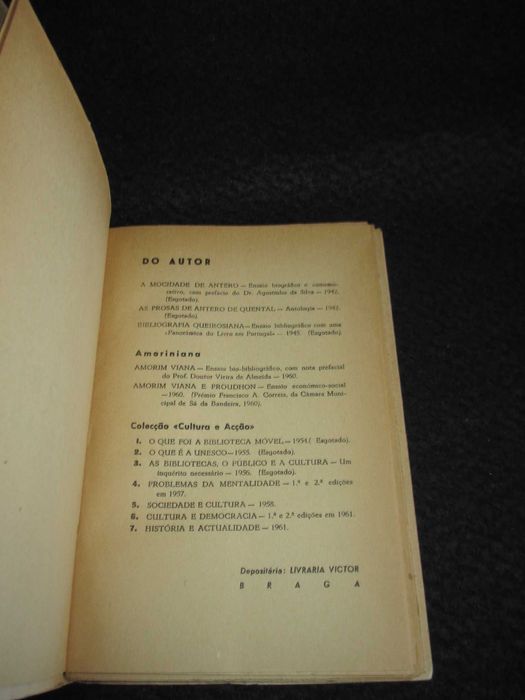 DO AUTOR
A MOCIDADE DE ANTERO — Ensaio biográfico e comemo-
rativo, com prefácio do Dr. Agostinho da Silva — 1942.
(Esgotado).
AS PROSAS DE ANTERO DE QUENTAL — Antologia — 1942.
(Esgotado).
BIBLIOGRAFIA QUEIROSIANA — Ensaio bibliográfico com uma
«Panorâmica do Livro em Portugal» — 1945. (Esgotado).
Amoriniana
AMORIM VIANA — Ensaio bio-bibliográfico, com nota prefacial
do Prof. Doutor Vieira de Almeida — 1960.
AMORIM VIANA E PROUDHON — Ensaio económico-social
— 1960. (Prémio Francisco A. Correia, da Câmara Muni-
cipal de Sá da Bandeira, 1960).
Colecção «Cultura e Acção»
1. O QUE FOI A BIBLIOTECA MÓVEL — 1954. (Esgotado).
2. O QUE É A UNESCO — 1955. (Esgotado).
3. AS BIBLIOTECAS, O PÚBLICO E A CULTURA — Um
inquérito necessário — 1956. (Esgotado).
4. PROBLEMAS DA MENTALIDADE — 1.ª e 2.ª edições
em 1957.
5. SOCIEDADE E CULTURA — 1958.
6. CULTURA E DEMOCRACIA — 1.ª e 2.ª edições em 1961.
7. HISTÓRIA E ACTUALIDADE — 1961.
Depositária: LIVRARIA VICTOR
BRAGA